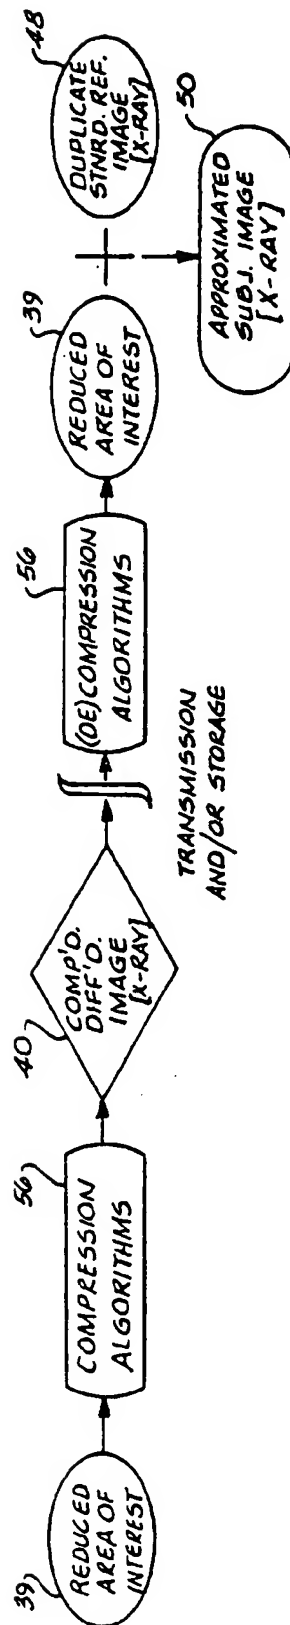 39
REDUCED
AREA OF
INTEREST
56
COMPRESSION
ALGORITHMS
40
COMP'D.
DIFF'D.
IMAGE
[X-RAY]
TRANSMISSION
AND/OR STORAGE
56
(DE)COMPRESSION
ALGORITHMS
39
REDUCED
AREA OF
INTEREST
48
DUPLICATE
STNRD. REF.
IMAGE
[X-RAY]
50
APPROXIMATED
SUBJ. IMAGE
[X-RAY]